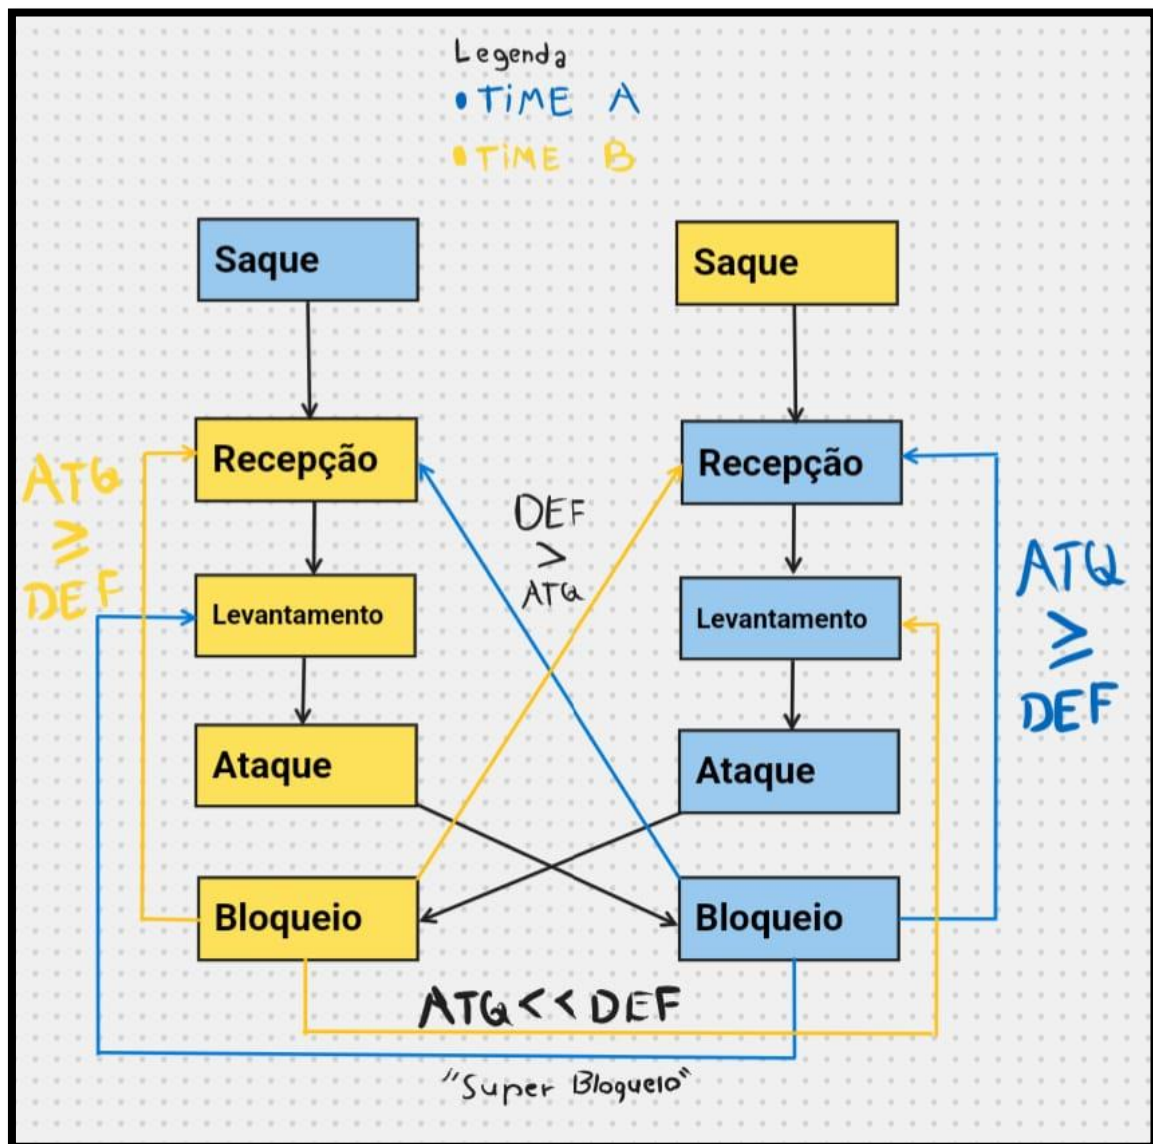 Legenda
• TiME A
• TiME B
Saque
Saque
Recepção
Recepção
ATQ
≥
DEF
DEF
>
ATQ
ATQ
≥
DEF
Levantamento
Levantamento
Ataque
Ataque
Bloqueio
Bloqueio
ATQ << DEF
"Super Bloqueio"